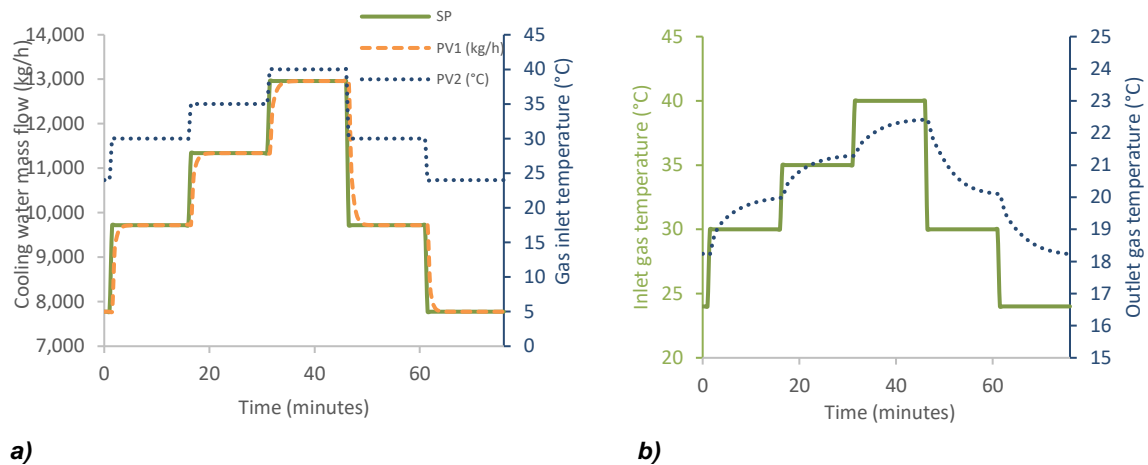 14,000
13,000
12,000
11,000
10,000
9,000
8,000
7,000
Cooling water mass flow (kg/h)
SP
PV1 (kg/h)
PV2 (°C)
45
40
35
30
25
20
15
10
5
0
Gas inlet temperature (°C)
0 20 40 60
Time (minutes)
a)
45
40
35
30
25
20
Inlet gas temperature (°C)
25
24
23
22
21
20
19
18
17
16
15
Outlet gas temperature (°C)
0 20 40 60
Time (minutes)
b)